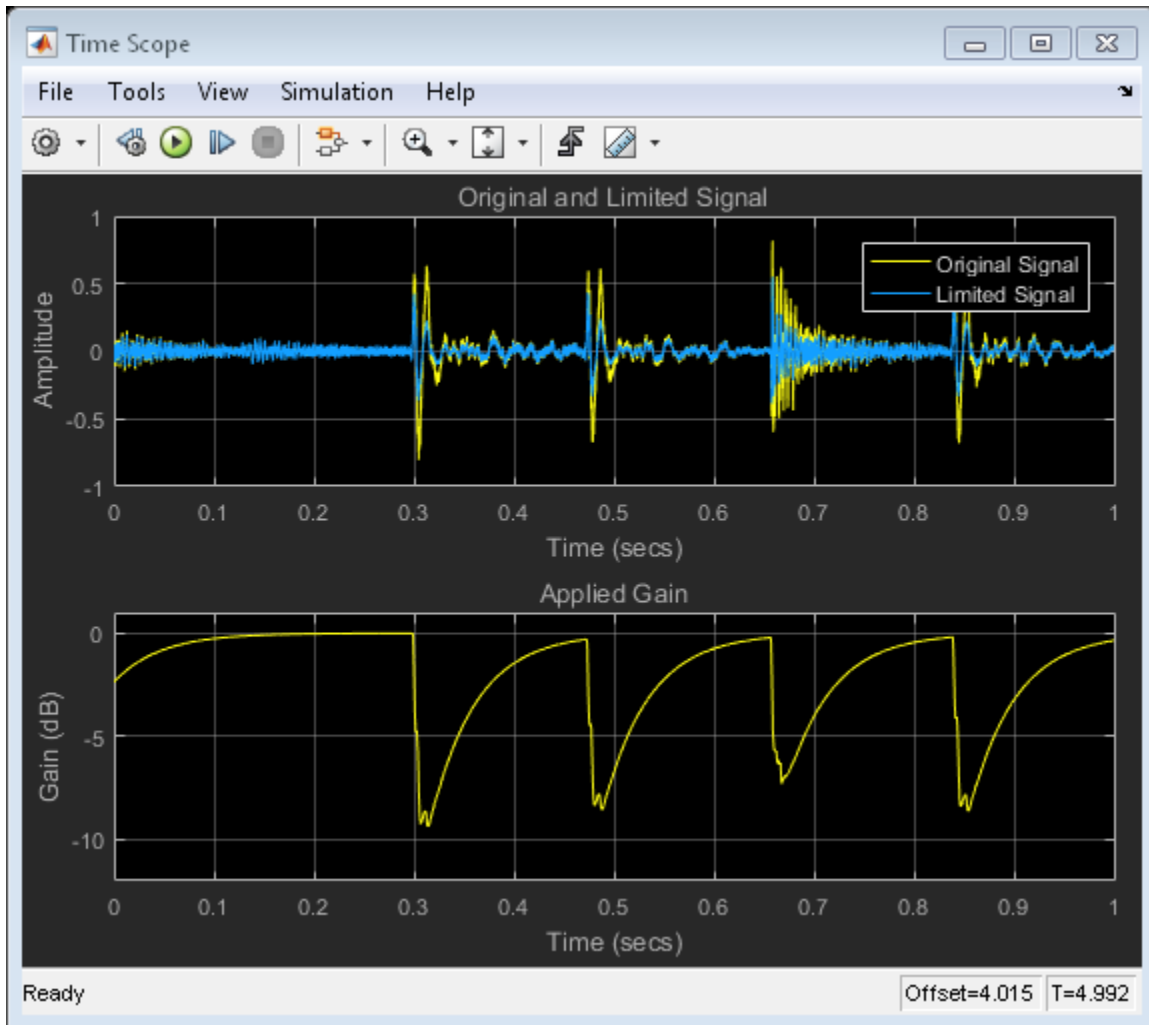 Time Scope
File Tools View Simulation Help
Original and Limited Signal
1
0.5
0
-0.5
-1
Amplitude
Original Signal
Limited Signal
0 0.1 0.2 0.3 0.4 0.5 0.6 0.7 0.8 0.9 1
Time (secs)
Applied Gain
0
-5
-10
Gain (dB)
0 0.1 0.2 0.3 0.4 0.5 0.6 0.7 0.8 0.9 1
Time (secs)
Ready Offset=4.015 T=4.992